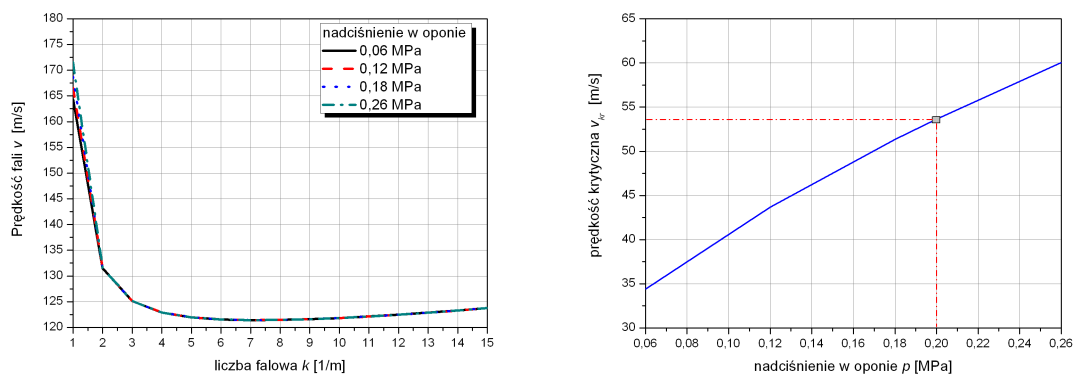 180
175
170
165
160
155
150
145
140
135
130
125
120
Prędkość fali v [m/s]
1 2 3 4 5 6 7 8 9 10 11 12 13 14 15
liczba falowa k [1/m]
nadciśnienie w oponie
0,06 MPa
0,12 MPa
0,18 MPa
0,26 MPa
65
60
55
50
45
40
35
30
prędkość krytyczna vkr [m/s]
0,06 0,08 0,10 0,12 0,14 0,16 0,18 0,20 0,22 0,24 0,26
nadciśnienie w oponie p [MPa]